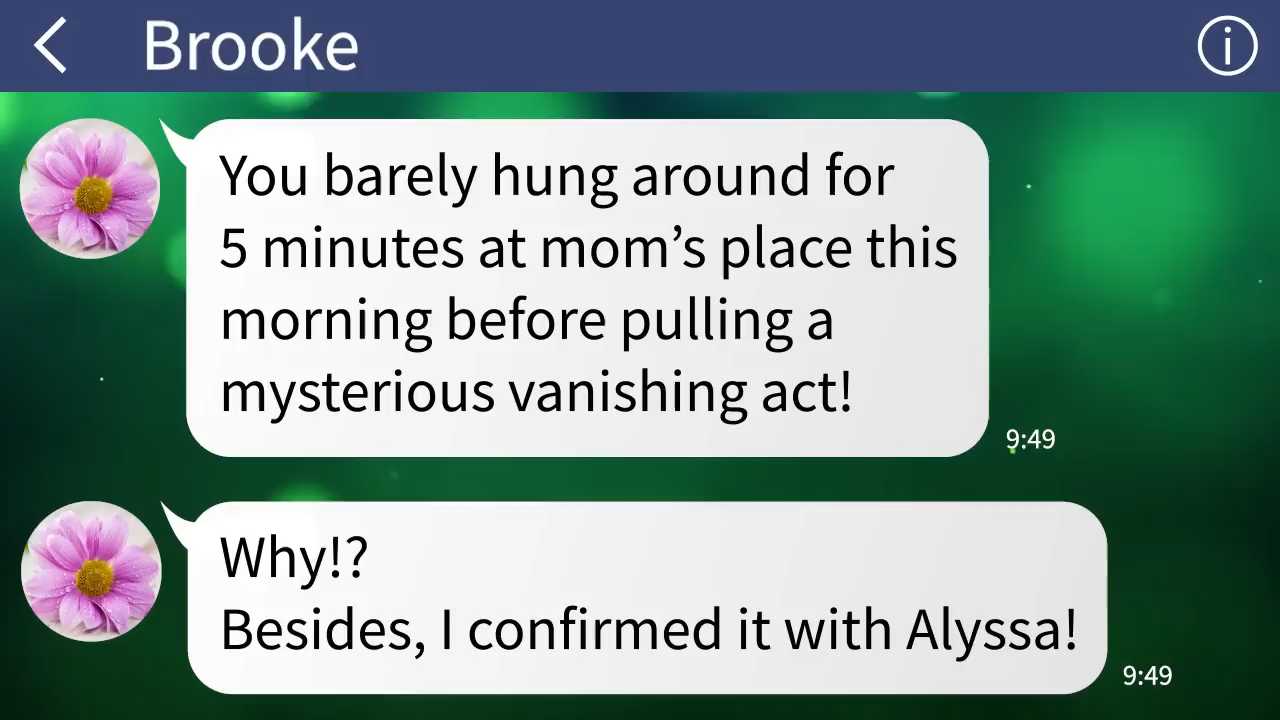 Brooke
You barely hung around for
5 minutes at mom’s place this
morning before pulling a
mysterious vanishing act!
9:49
Why!?
Besides, I confirmed it with Alyssa!
9:49